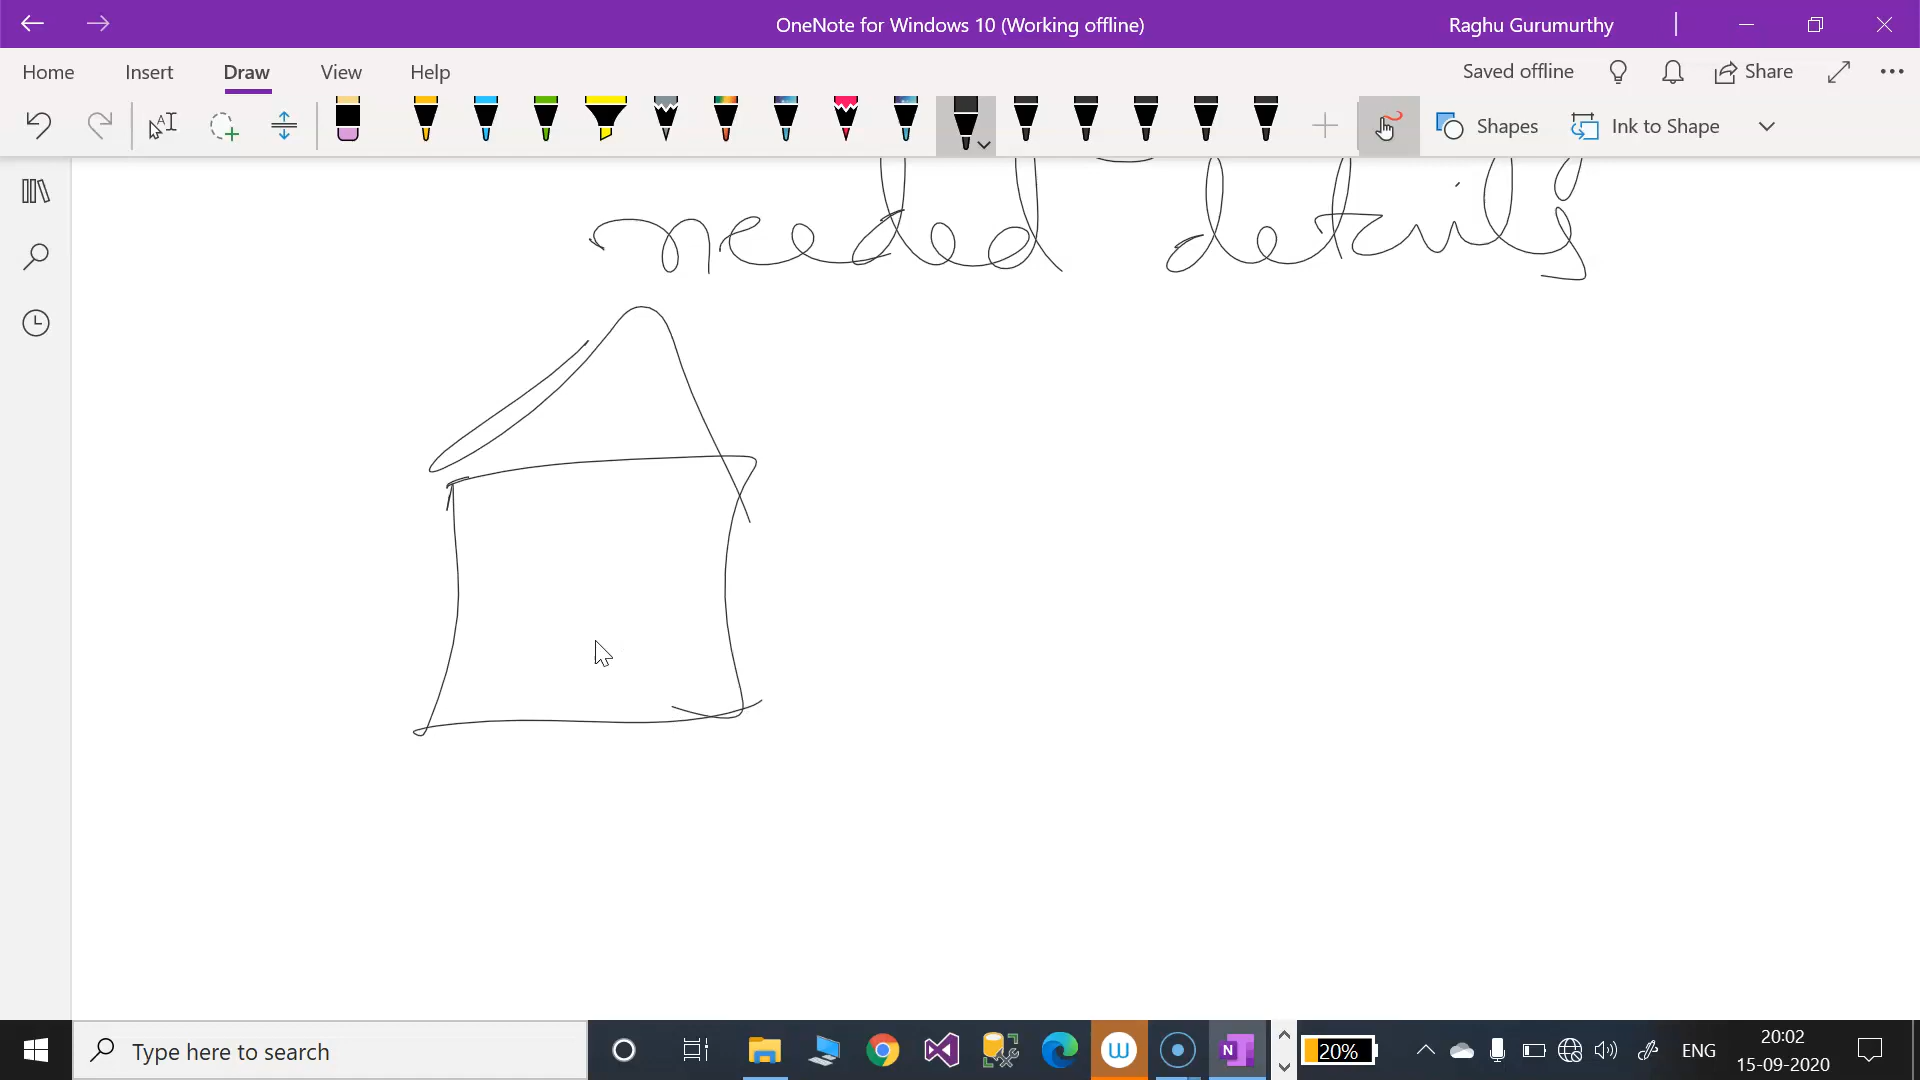 OneNote for Windows 10 (Working offline)
Raghu Gurumurthy
Home Insert Draw View Help
Saved offline
Share
Shapes
Ink to Shape
needed details
Type here to search
20%
ENG
20:02
15-09-2020